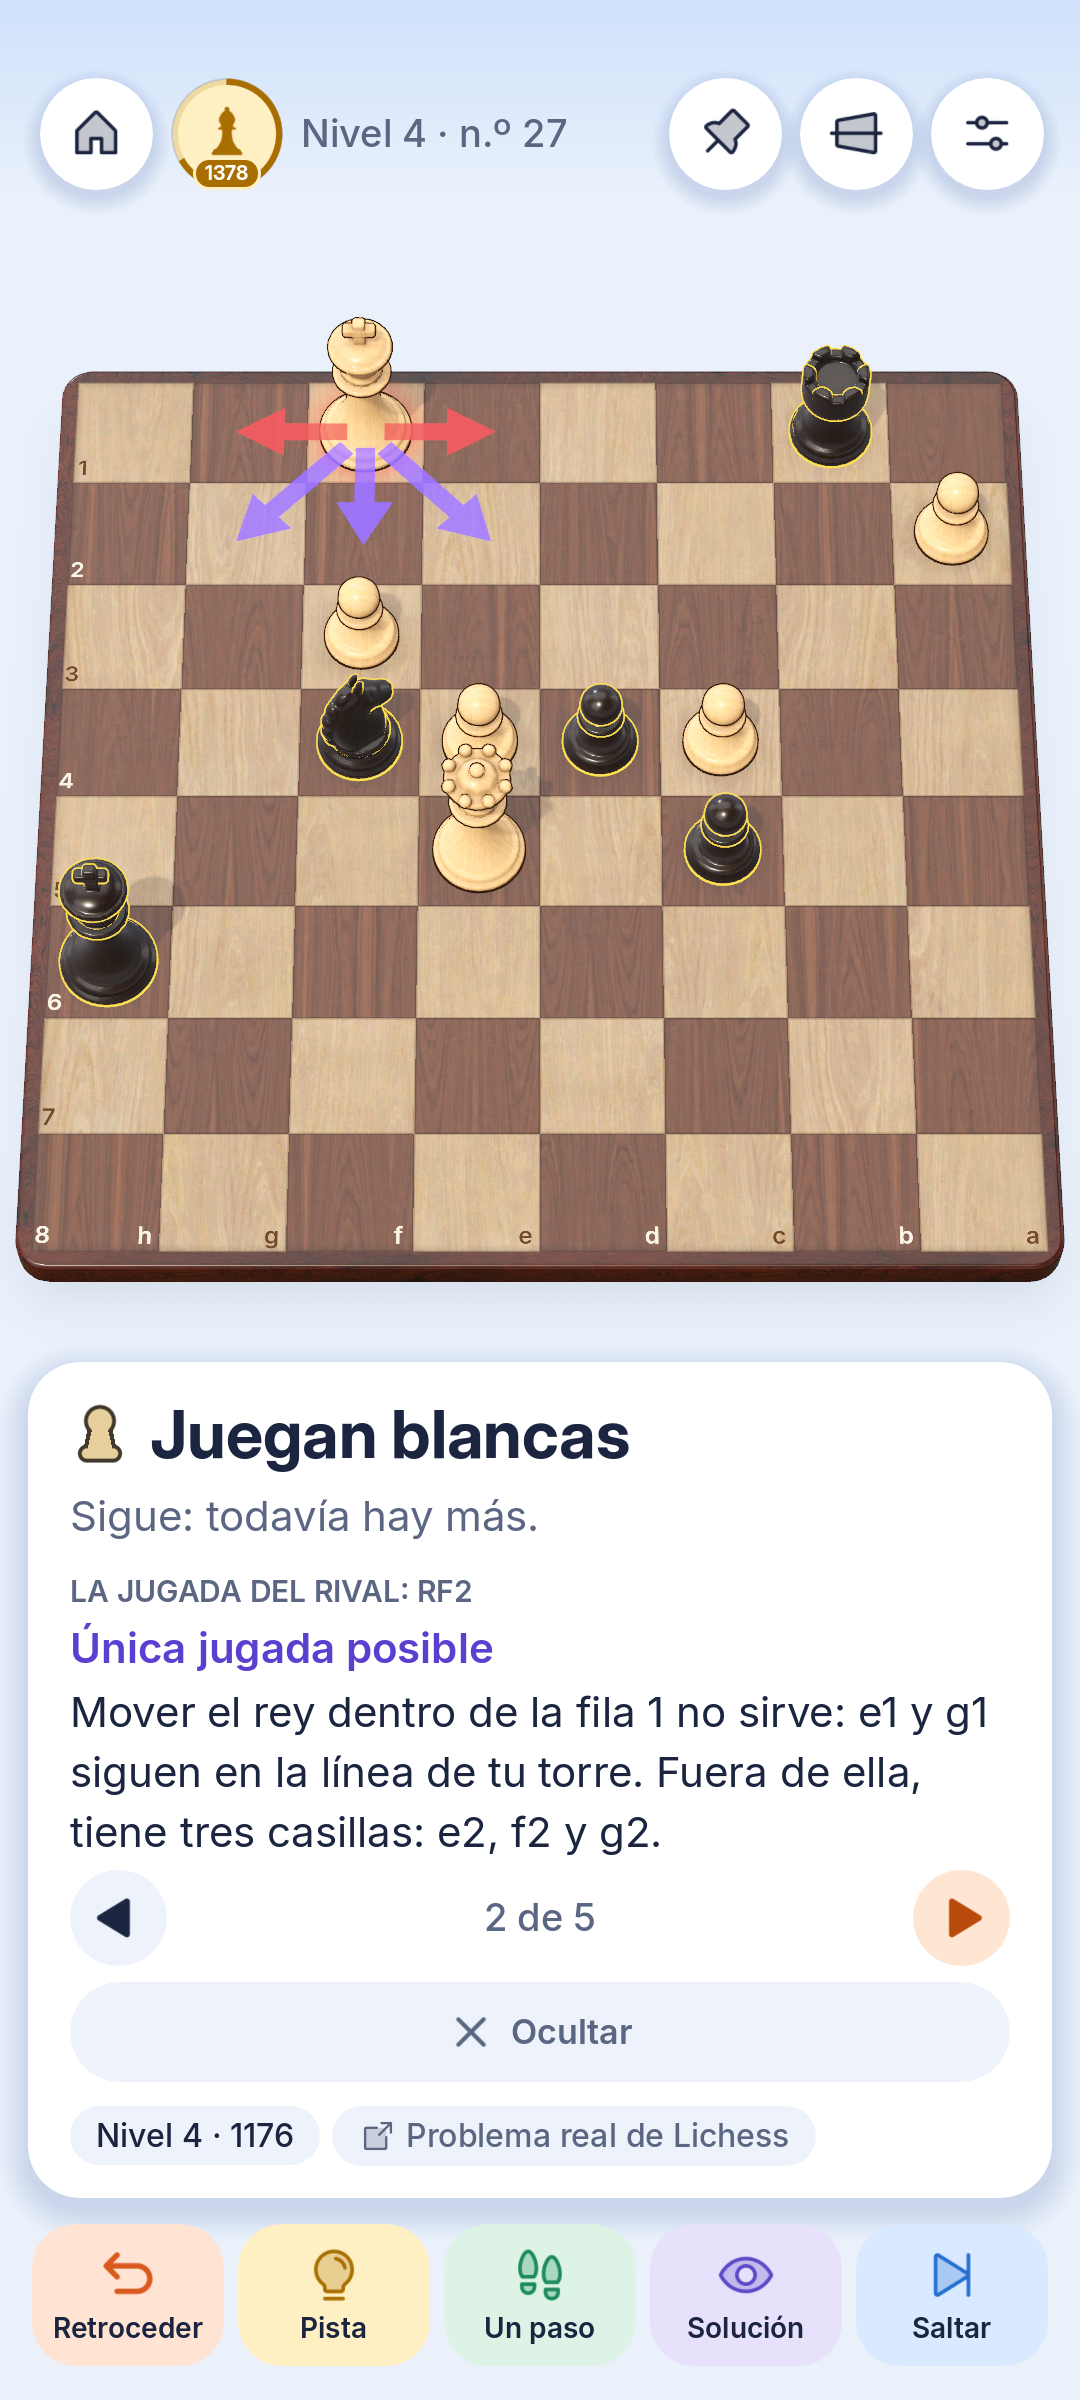 1378
Nivel 4 · n.º 27
1
2
3
4
5
6
7
8 h g f e d c b a
Juegan blancas
Sigue: todavía hay más.
LA JUGADA DEL RIVAL: RF2
Única jugada posible
Mover el rey dentro de la fila 1 no sirve: e1 y g1
siguen en la línea de tu torre. Fuera de ella,
tiene tres casillas: e2, f2 y g2.
2 de 5
Ocultar
Nivel 4 · 1176
Problema real de Lichess
Retroceder
Pista
Un paso
Solución
Saltar